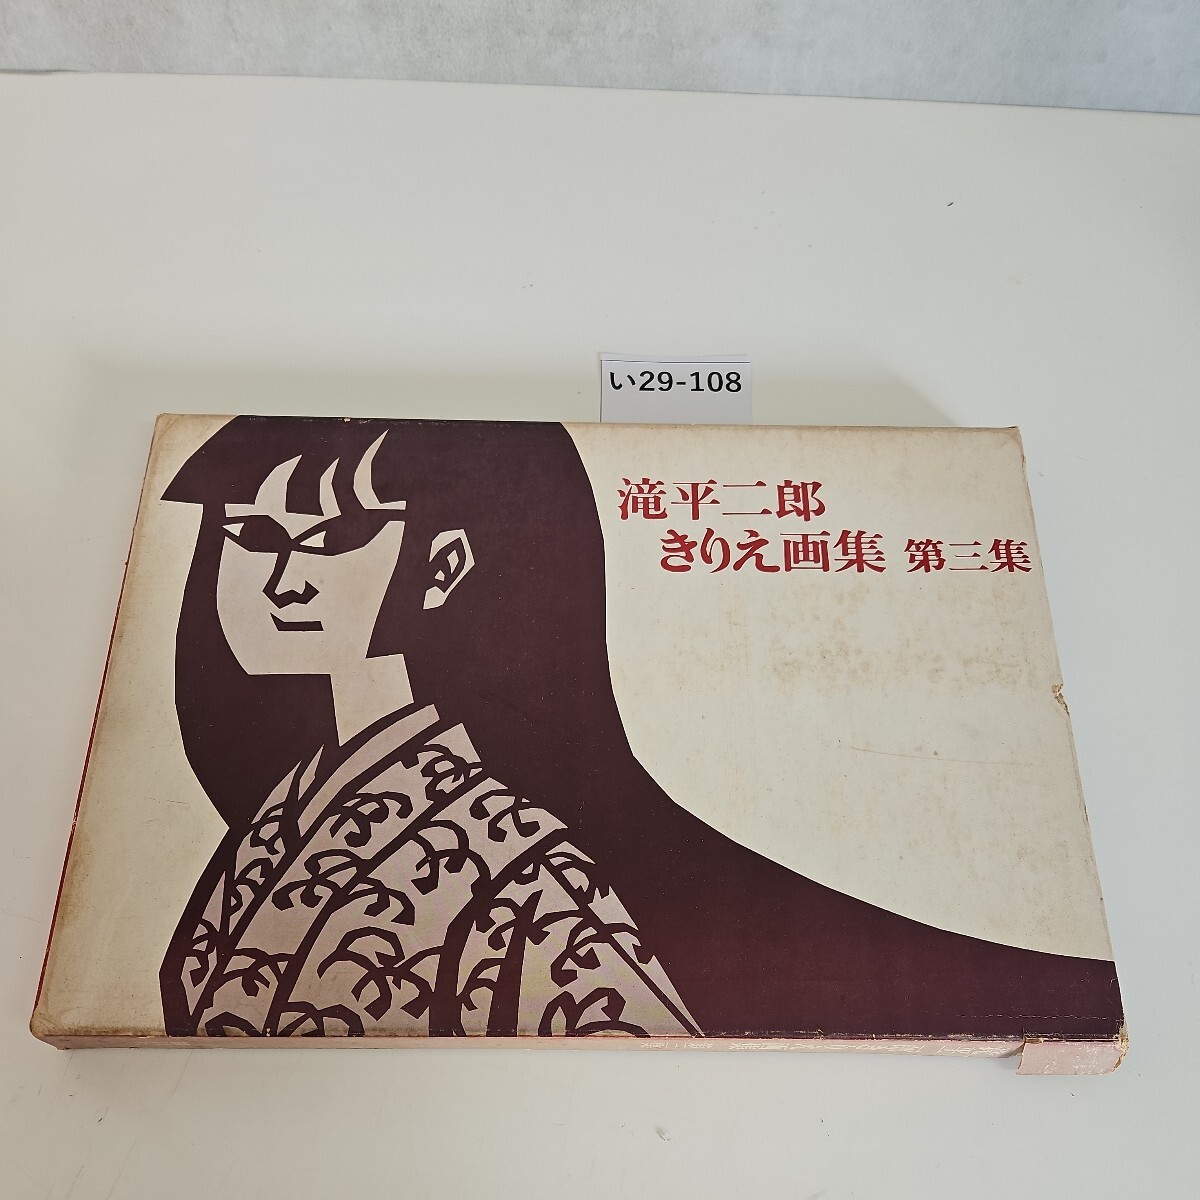 い29-108
滝平二郎
きりえ画集 第三集